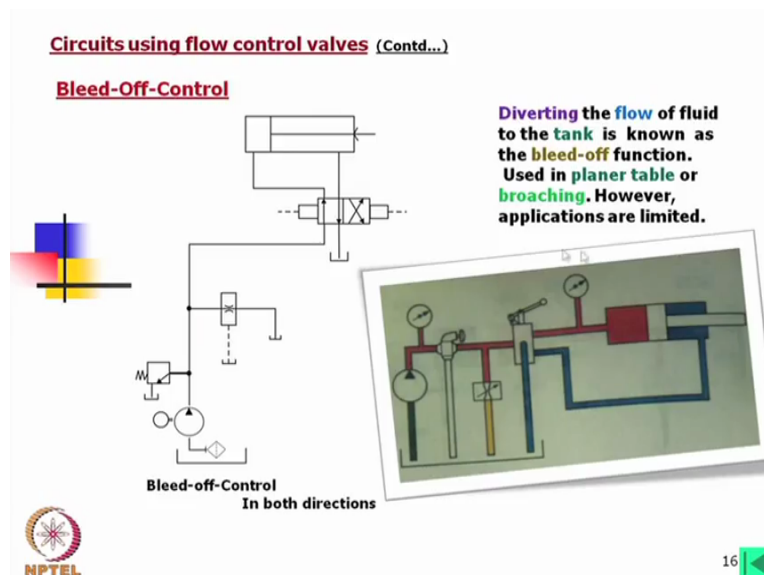 Circuits using flow control valves (Contd...)
Bleed-Off-Control
Diverting the flow of fluid
to the tank is known as
the bleed-off function.
Used in planer table or
broaching. However,
applications are limited.
Bleed-off-Control
In both directions
NPTEL
16